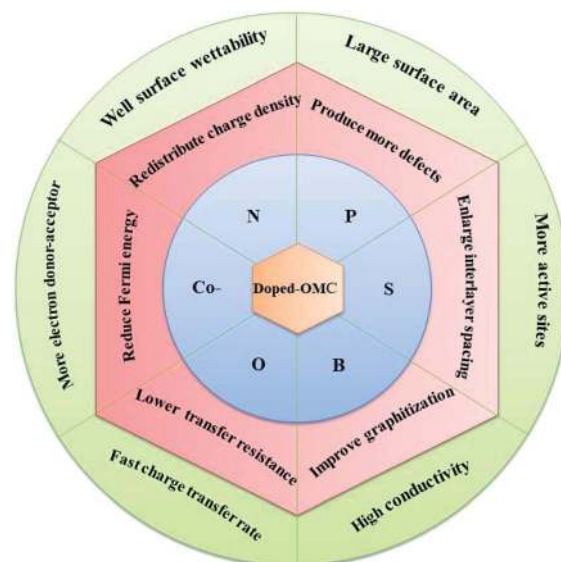 Well surface wettability
Large surface area
Redistribute charge density
Produce more defects
More electron donor-acceptor
Reduce Fermi energy
N
P
Co-
Doped-OMC
S
Enlarge interlayer spacing
More active sites
O
B
Lower transfer resistance
Improve graphitization
Fast charge transfer rate
High conductivity